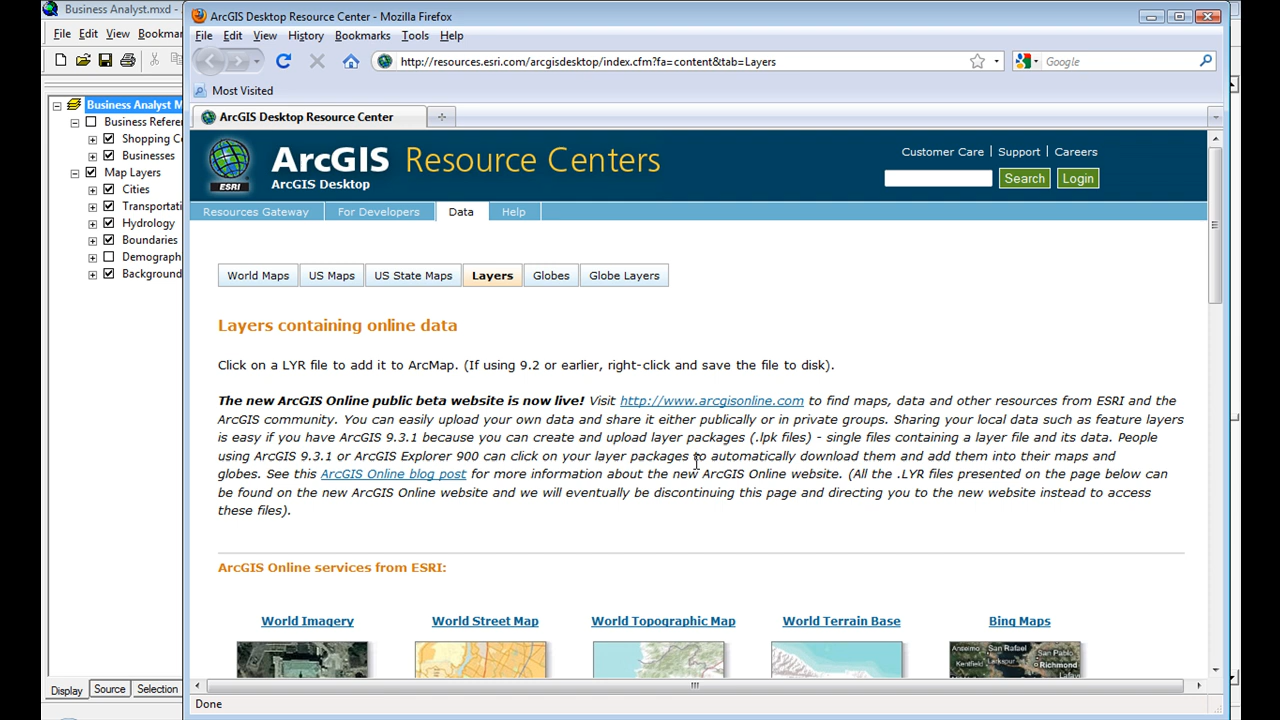 Business Analyst.mxd -
File Edit View Bookmar
Business Analyst M
Business Refere
Shopping C
Businesses
Map Layers
Cities
Transportati
Hydrology
Boundaries
Demograph
Background
Display Source Selection
ArcGIS Desktop Resource Center - Mozilla Firefox
File Edit View History Bookmarks Tools Help
http://resources.esri.com/arcgisdesktop/index.cfm?fa=content&tab=Layers
Google
Most Visited
ArcGIS Desktop Resource Center
ESRI
ArcGIS Resource Centers
ArcGIS Desktop
Customer Care | Support | Careers
Search Login
Resources Gateway For Developers Data Help
World Maps US Maps US State Maps Layers Globes Globe Layers
Layers containing online data
Click on a LYR file to add it to ArcMap. (If using 9.2 or earlier, right-click and save the file to disk).
The new ArcGIS Online public beta website is now live! Visit http://www.arcgisonline.com to find maps, data and other resources from ESRI and the
ArcGIS community. You can easily upload your own data and share it either publically or in private groups. Sharing your local data such as feature layers
is easy if you have ArcGIS 9.3.1 because you can create and upload layer packages (.lpk files) - single files containing a layer file and its data. People
using ArcGIS 9.3.1 or ArcGIS Explorer 900 can click on your layer packages to automatically download them and add them into their maps and
globes. See this ArcGIS Online blog post for more information about the new ArcGIS Online website. (All the .LYR files presented on the page below can
be found on the new ArcGIS Online website and we will eventually be discontinuing this page and directing you to the new website instead to access
these files).
ArcGIS Online services from ESRI:
World Imagery World Street Map World Topographic Map World Terrain Base Bing Maps
Anselmo San Rafael
Kentfield Larkspur
San Pablo
Richmond
Done